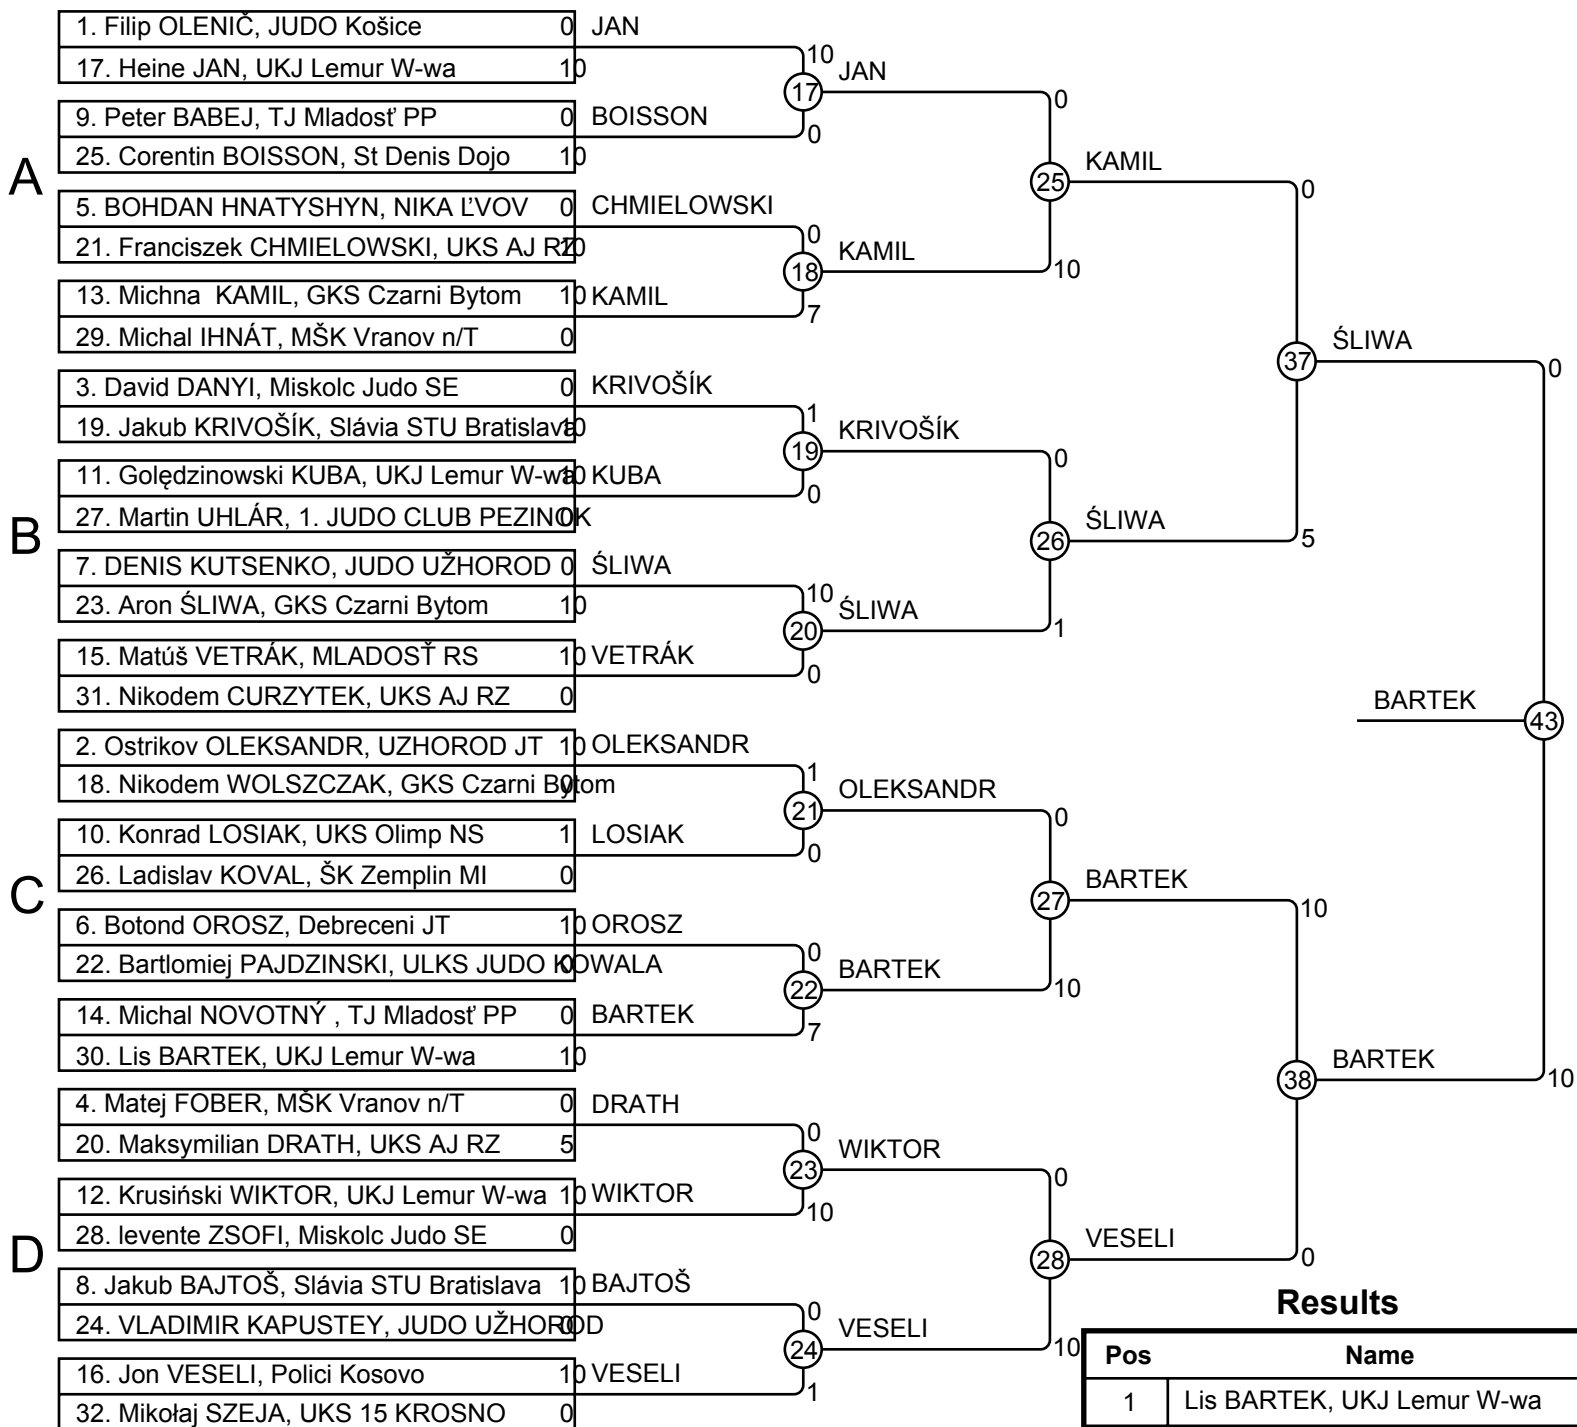 1. Filip OLENIČ, JUDO Košice 0 JAN
17. Heine JAN, UKJ Lemur W-wa 10
10
17 JAN
0
9. Peter BABEJ, TJ Mladosť PP 0 BOISSON
25. Corentin BOISSON, St Denis Dojo 10
0
A
25 KAMIL
10
5. BOHDAN HNATYSHYN, NIKA ĽVOV 0 CHMIELOWSKI
21. Franciszek CHMIELOWSKI, UKS AJ RZ 10
0
18 KAMIL
7
13. Michna  KAMIL, GKS Czarni Bytom 10 KAMIL
29. Michal IHNÁT, MŠK Vranov n/T 0
0
37 ŚLIWA
5
3. David DANYI, Miskolc Judo SE 0 KRIVOŠÍK
19. Jakub KRIVOŠÍK, Slávia STU Bratislava 10
1
19 KRIVOŠÍK
0
11. Golędzinowski KUBA, UKJ Lemur W-wa 10 KUBA
27. Martin UHLÁR, 1. JUDO CLUB PEZINOK 0
0
B
26 ŚLIWA
1
7. DENIS KUTSENKO, JUDO UŽHOROD 0 ŚLIWA
23. Aron ŚLIWA, GKS Czarni Bytom 10
10
20 ŚLIWA
0
15. Matúš VETRÁK, MLADOSŤ RS 10 VETRÁK
31. Nikodem CURZYTEK, UKS AJ RZ 0
0
BARTEK 43
10
2. Ostrikov OLEKSANDR, UZHOROD JT 10 OLEKSANDR
18. Nikodem WOLSZCZAK, GKS Czarni Bytom 0
1
21 OLEKSANDR
0
10. Konrad LOSIAK, UKS Olimp NS 1 LOSIAK
26. Ladislav KOVAL, ŠK Zemplin MI 0
0
C
27 BARTEK
10
6. Botond OROSZ, Debreceni JT 10 OROSZ
22. Bartlomiej PAJDZINSKI, ULKS JUDO KOWALA 0
0
22 BARTEK
7
14. Michal NOVOTNÝ , TJ Mladosť PP 0 BARTEK
30. Lis BARTEK, UKJ Lemur W-wa 10
10
38 BARTEK
0
4. Matej FOBER, MŠK Vranov n/T 0 DRATH
20. Maksymilian DRATH, UKS AJ RZ 5
0
23 WIKTOR
10
12. Krusiński WIKTOR, UKJ Lemur W-wa 10 WIKTOR
28. levente ZSOFI, Miskolc Judo SE 0
0
D
28 VESELI
10
8. Jakub BAJTOŠ, Slávia STU Bratislava 10 BAJTOŠ
24. VLADIMIR KAPUSTEY, JUDO UŽHOROD 0
0
24 VESELI
1
16. Jon VESELI, Polici Kosovo 10 VESELI
32. Mikołaj SZEJA, UKS 15 KROSNO 0
Results
Pos Name
1 Lis BARTEK, UKJ Lemur W-wa